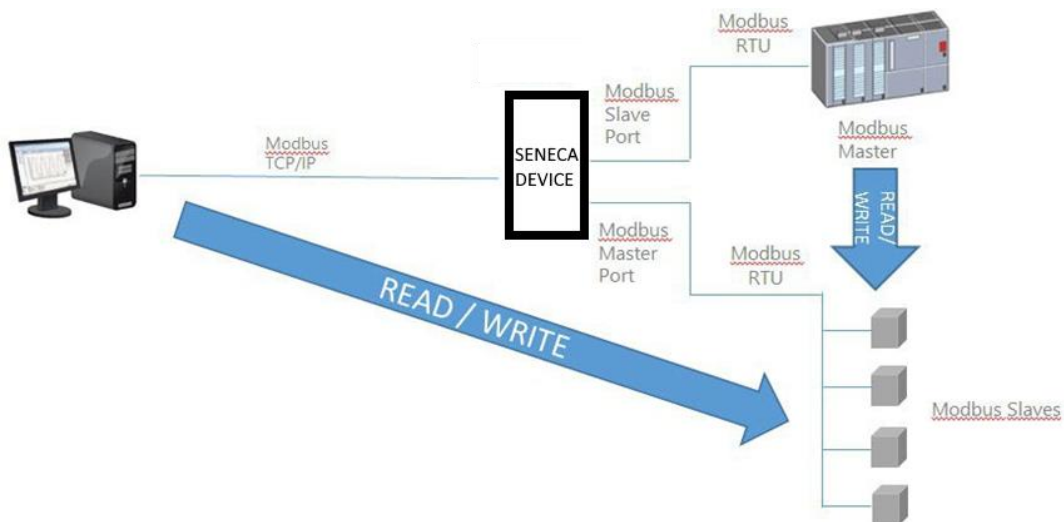 Modbus
RTU
Modbus
Slave
Port
Modbus
TCP/IP
SENECA
DEVICE
Modbus
Master
READ/
WRITE
Modbus
Master
Port
Modbus
RTU
READ / WRITE
Modbus Slaves